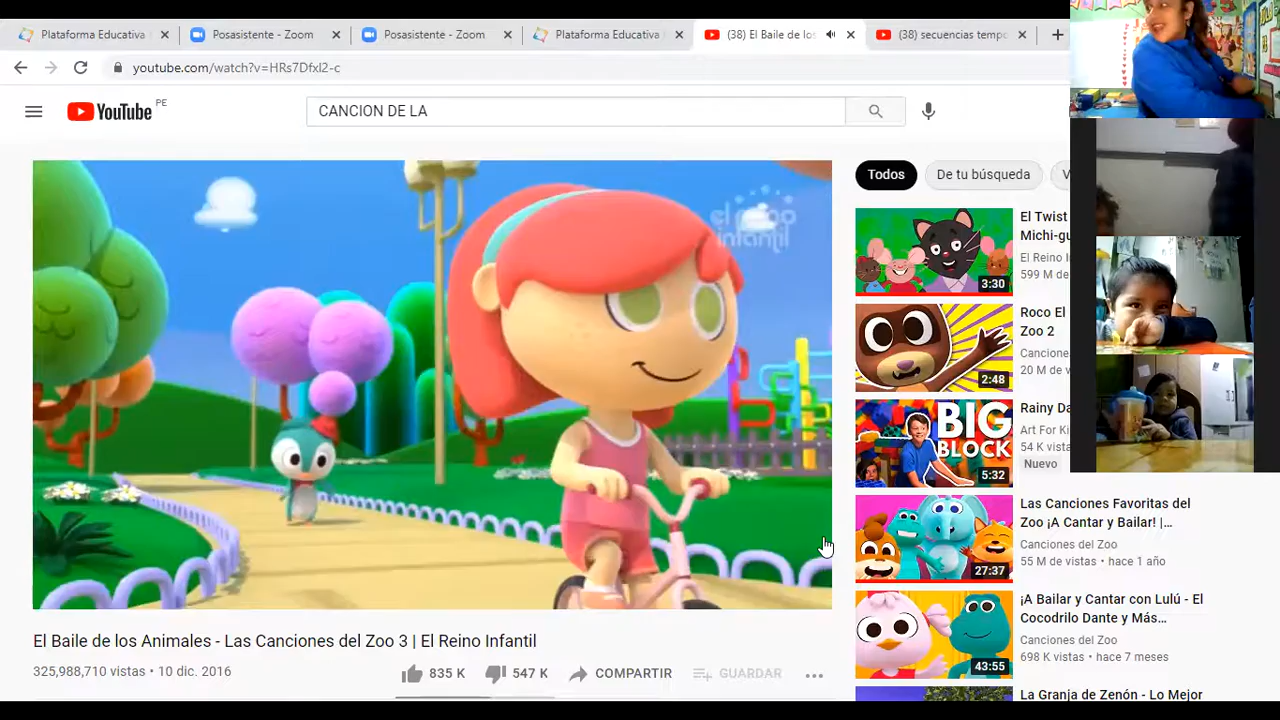 Plataforma Educativa
Posasistente - Zoom
Posasistente - Zoom
Plataforma Educativa
(38) El Baile de los
(38) secuencias tempo
youtube.com/watch?v=HRs7Dfxl2-c
YouTube PE
CANCION DE LA
el reino
infantil
Todos
De tu búsqueda
V
El Twist
Michi-gu
El Reino I
599 M de
3:30
Roco El
Zoo 2
Cancione
20 M de v
2:48
Rainy Da
Art For Ki
54 K vista
Nuevo
BIG
BLOCK
5:32
Las Canciones Favoritas del
Zoo ¡A Cantar y Bailar! |…
Canciones del Zoo
55 M de vistas • hace 1 año
27:37
¡A Bailar y Cantar con Lulú - El
Cocodrilo Dante y Más…
Canciones del Zoo
698 K vistas • hace 7 meses
43:55
La Granja de Zenón - Lo Mejor
El Baile de los Animales - Las Canciones del Zoo 3 | El Reino Infantil
325,988,710 vistas • 10 dic. 2016
835 K
547 K
COMPARTIR
GUARDAR